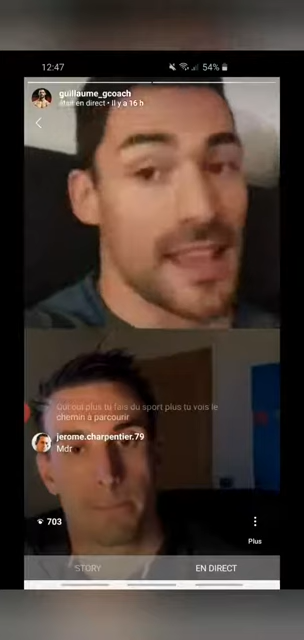 12:47
54%
guillaume_gcoach
était en direct • Il y a 16 h
Oui oui plus tu fais du sport plus tu vois le
chemin à parcourir
jerome.charpentier.79
Mdr
703
Plus
STORY
EN DIRECT